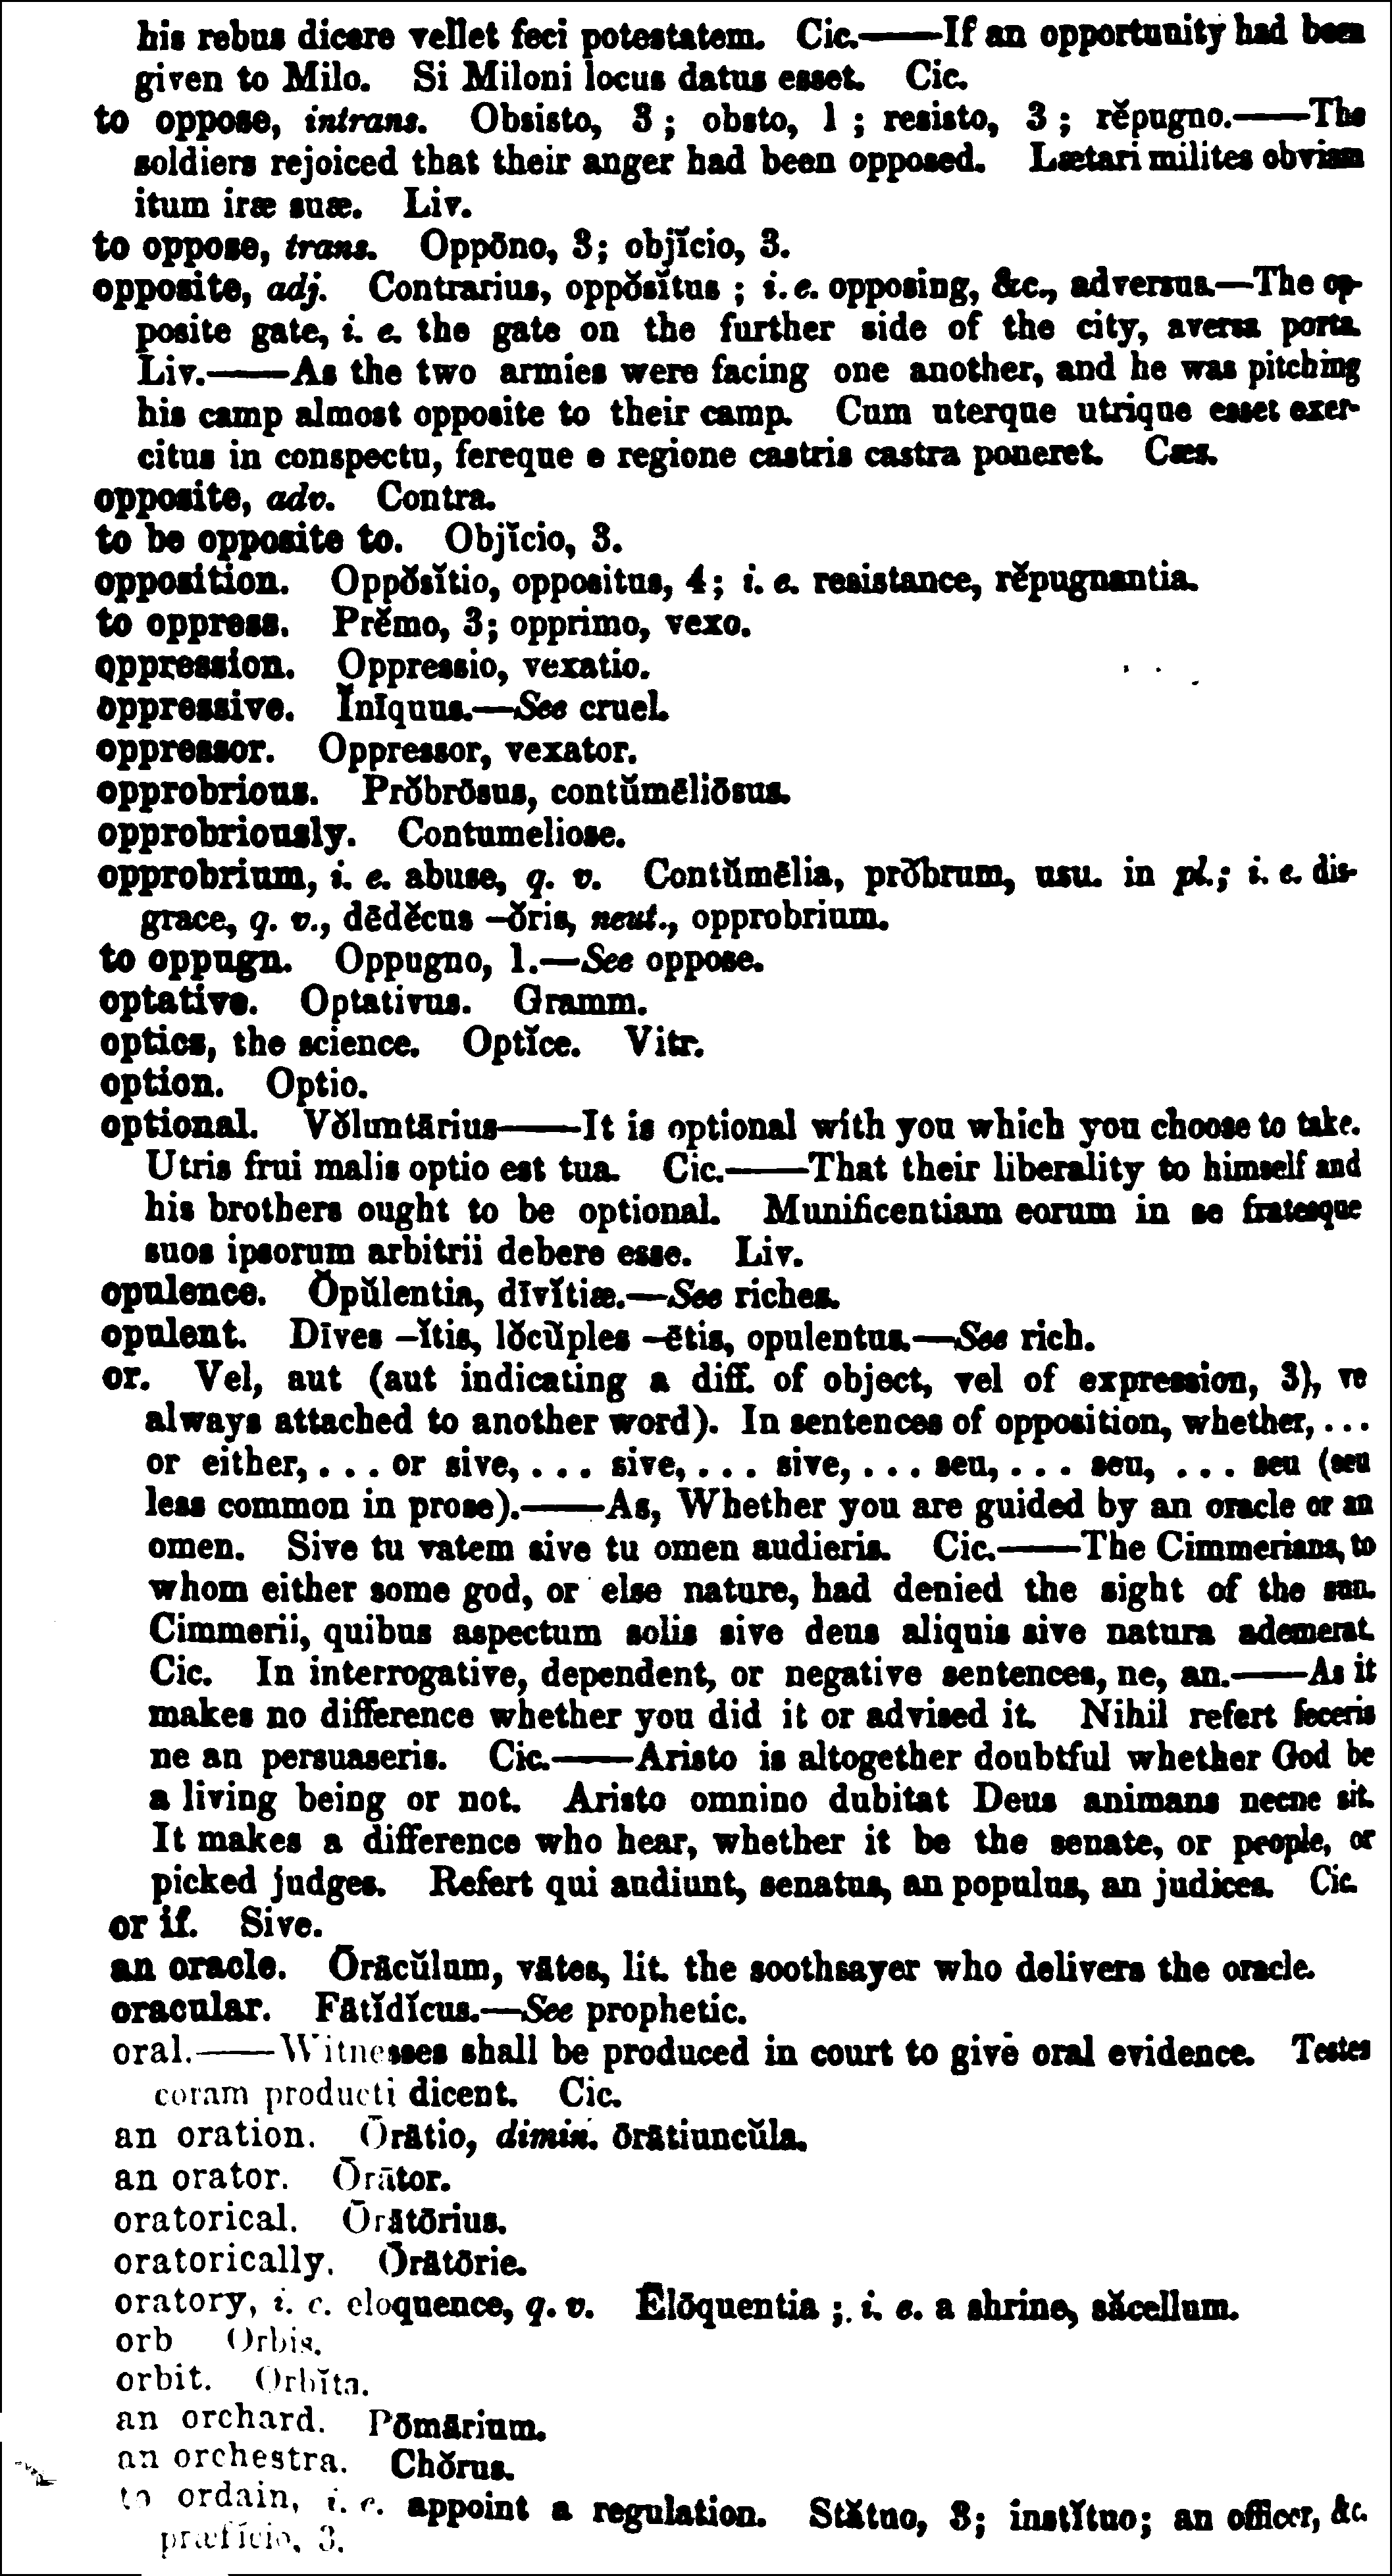 his rebus dicere vellet feci potestatem. Cic.——If an opportunity had been
given to Milo. Si Miloni locus datus esset. Cic.
to oppose, intrans. Obsisto, 3; obsto, 1; resisto, 3; rĕpugno.——The
soldiers rejoiced that their anger had been opposed. Lætari milites obviam
itum iræ suæ. Liv.
to oppose, trans. Oppōno, 3; objĭcio, 3.
opposite, adj. Contrarius, oppŏsĭtus; i. e. opposing, &c., adversus.—The op-
posite gate, i. e. the gate on the further side of the city, aversa porta.
Liv.——As the two armies were facing one another, and he was pitching
his camp almost opposite to their camp. Cum uterque utrique esset exer-
citus in conspectu, fereque e regione castris castra poneret. Cæs.
opposite, adv. Contra.
to be opposite to. Objĭcio, 3.
opposition. Oppŏsĭtio, oppositus, 4; i. e. resistance, rĕpugnantia.
to oppress. Prĕmo, 3; opprimo, vexo.
oppression. Oppressio, vexatio.
oppressive. Ĭnīquus.—See cruel.
oppressor. Oppressor, vexator.
opprobrious. Prŏbrōsus, contŭmēliōsus.
opprobriously. Contumeliose.
opprobrium, i. e. abuse, q. v. Contŭmēlia, prŏbrum, usu. in pl.; i. e. dis-
grace, q. v., dēdĕcus –ŏris, neut., opprobrium.
to oppugn. Oppugno, 1.—See oppose.
optative. Optativus. Gramm.
optics, the science. Optĭce. Vitr.
option. Optio.
optional. Vŏluntārius——It is optional with you which you choose to take.
Utris frui malis optio est tua. Cic.——That their liberality to himself and
his brothers ought to be optional. Munificentiam eorum in se fratesque
suos ipsorum arbitrii debere esse. Liv.
opulence. Ŏpŭlentia, dīvĭtiæ.—See riches.
opulent. Dīves –ĭtis, lŏcŭples –ētis, opulentus.—See rich.
or. Vel, aut (aut indicating a diff. of object, vel of expression, 3), ve
always attached to another word). In sentences of opposition, whether, ...
or either, ... or sive, ... sive, ... sive, ... seu, ... seu, ... seu (seu
less common in prose).——As, Whether you are guided by an oracle or an
omen. Sive tu vatem sive tu omen audieris. Cic.——The Cimmerians, to
whom either some god, or else nature, had denied the sight of the sun.
Cimmerii, quibus aspectum solis sive deus aliquis sive natura ademerat.
Cic. In interrogative, dependent, or negative sentences, ne, an.——As it
makes no difference whether you did it or advised it. Nihil refert feceris
ne an persuaseris. Cic.——Aristo is altogether doubtful whether God be
a living being or not. Aristo omnino dubitat Deus animans necne sit.
It makes a difference who hear, whether it be the senate, or people, or
picked judges. Refert qui audiunt, senatus, an populus, an judices. Cic.
or if. Sive.
an oracle. Ōrācŭlum, vātes, lit. the soothsayer who delivers the oracle.
oracular. Fātĭdĭcus.—See prophetic.
oral.——Witnesses shall be produced in court to give oral evidence. Testes
coram producti dicent. Cic.
an oration. Ōrātio, dimin. ōrātiuncŭla.
an orator. Ōrātor.
oratorical. Ōrātōrius.
oratorically. Ōrātōrie.
oratory, i. e. eloquence, q. v. Ēlōquentia; i. e. a shrine, săcellum.
orb Orbis.
orbit. Orbĭta.
an orchard. Pōmārium.
an orchestra. Chŏrus.
to ordain, i. e. appoint a regulation. Stătuo, 3; instĭtuo; an officer, &c.
præfĭcio, 3.